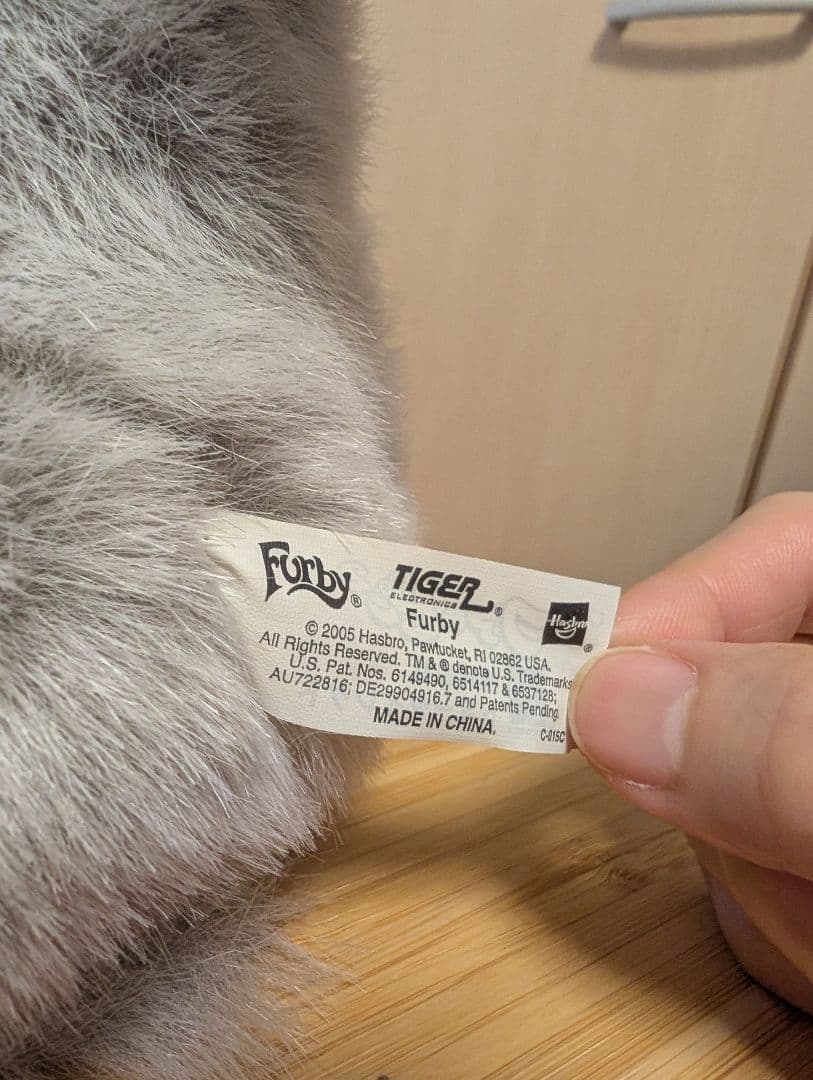 Furby®
TIGER
ELECTRONICS®
Hasbro®
Furby
© 2005 Hasbro, Pawtucket, RI 02862 USA.
All Rights Reserved. TM & ® denote U.S. Trademarks
U.S. Pat. Nos. 6149490, 6514117 & 6537128;
AU722816; DE29904916.7 and Patents Pending.
MADE IN CHINA.
C-015C